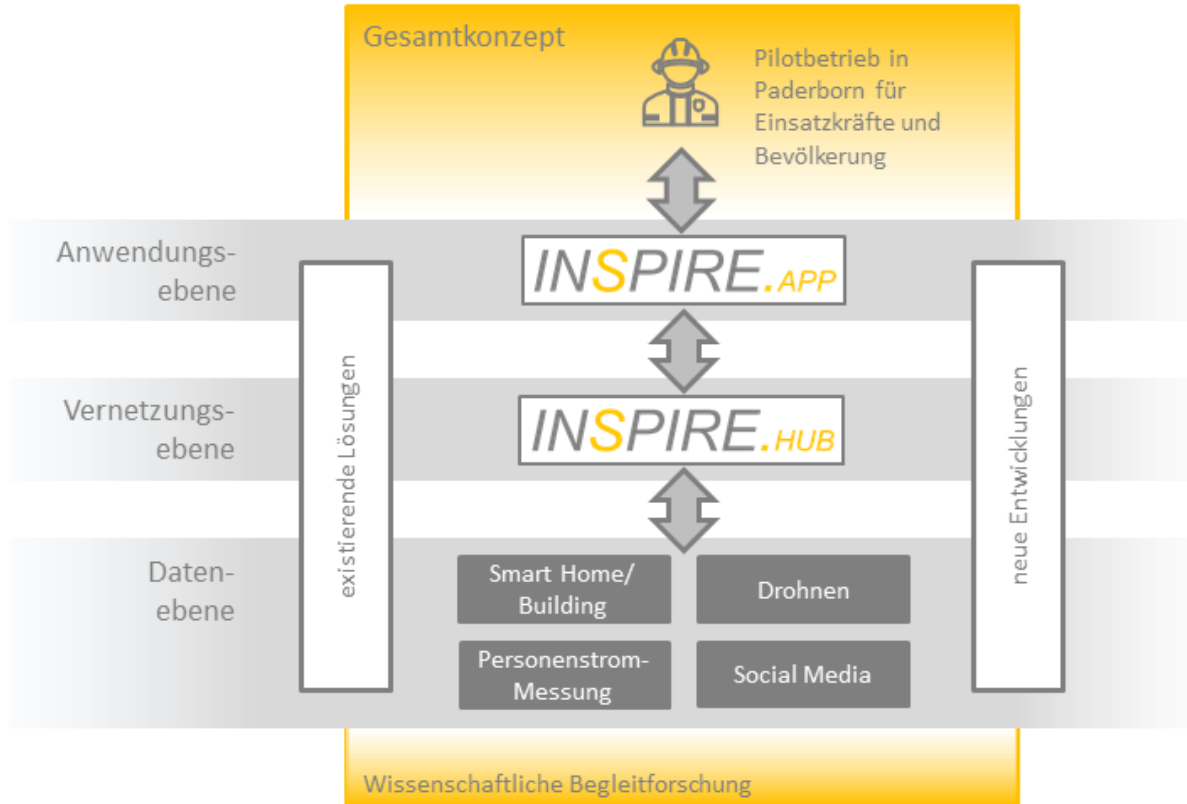 Gesamtkonzept
Pilotbetrieb in
Paderborn für
Einsatzkräfte und
Bevölkerung
Anwendungs-
ebene
INSPIRE.APP
Vernetzungs-
ebene
INSPIRE.HUB
existierende Lösungen
neue Entwicklungen
Daten-
ebene
Smart Home/
Building
Drohnen
Personenstrom-
Messung
Social Media
Wissenschaftliche Begleitforschung